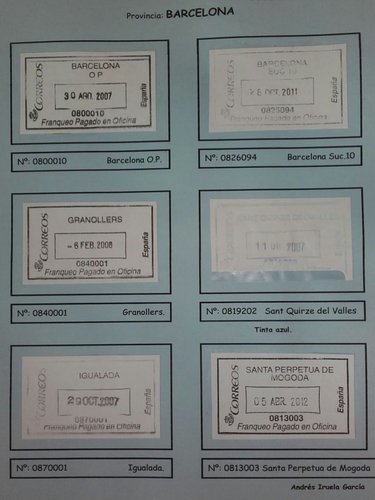 Provincia: BARCELONA
BARCELONA
O P
CORREOS
30 AGO. 2007
España
0800010
Franqueo Pagado en Oficina
Nº: 0800010 Barcelona O.P.
BARCELONA
SUC 10
CORREOS
26 OCT. 2011
España
0826094
Franqueo Pagado en Oficina
Nº: 0826094 Barcelona Suc.10
GRANOLLERS
CORREOS
-6 FEB. 2008
España
0840001
Franqueo Pagado en Oficina
Nº: 0840001 Granollers.
2007
Nº: 0819202 Sant Quirze del Valles
Tinta azul.
IGUALADA
CORREOS
29 OCT. 2007
España
0870001
Franqueo Pagado en Oficina
Nº: 0870001 Igualada.
SANTA PERPETUA DE
MOGODA
CORREOS
05 ABR. 2012
España
0813003
Franqueo Pagado en Oficina
Nº: 0813003 Santa Perpetua de Mogoda
Andrés Iruela García